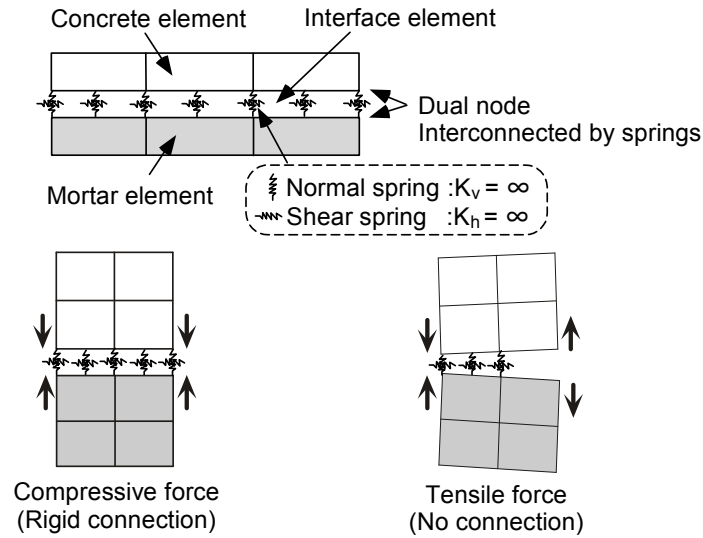 Concrete element
Interface element
Dual node
Interconnected by springs
Mortar element
Normal spring :Kᵥ = ∞
Shear spring :Kₕ = ∞
Compressive force
(Rigid connection)
Tensile force
(No connection)